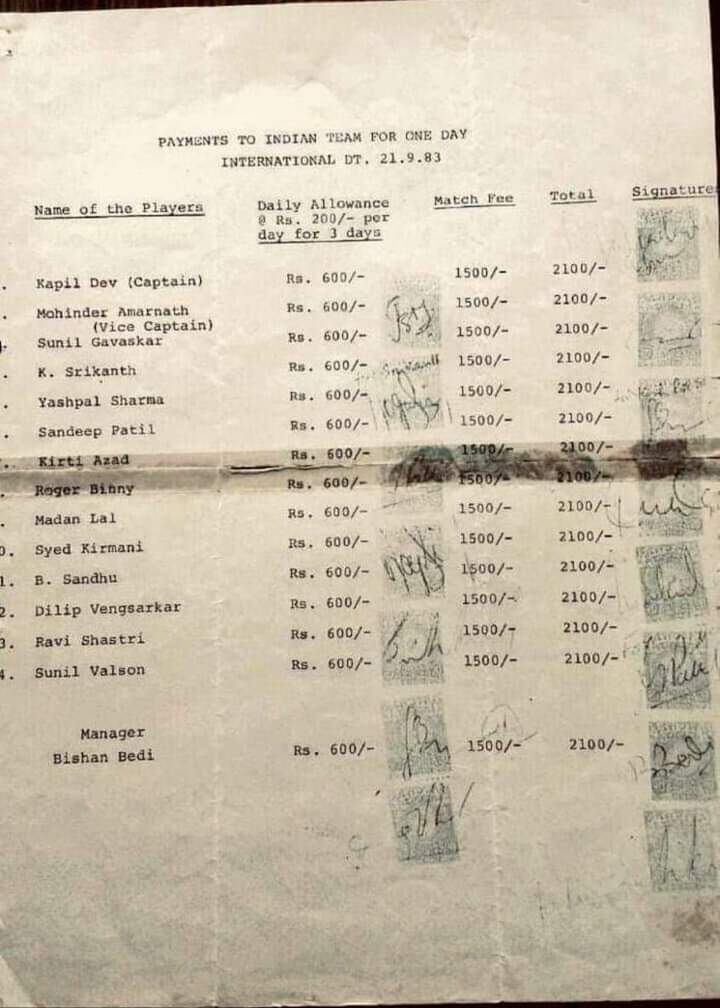 PAYMENTS TO INDIAN TEAM FOR ONE DAY
INTERNATIONAL DT. 21.9.83
Name of the Players Daily Allowance @ Rs. 200/- per day for 3 days Match Fee Total Signature
. Kapil Dev (Captain) Rs. 600/- 1500/- 2100/-
. Mohinder Amarnath Rs. 600/- 1500/- 2100/-
(Vice Captain)
Sunil Gavaskar Rs. 600/- 1500/- 2100/-
. K. Srikanth Rs. 600/- 1500/- 2100/-
. Yashpal Sharma Rs. 600/- 1500/- 2100/-
. Sandeep Patil Rs. 600/- 1500/- 2100/-
. Kirti Azad Rs. 600/- 1500/- 2100/-
. Roger Binny Rs. 600/- 1500/- 2100/-
. Madan Lal Rs. 600/- 1500/- 2100/-
0. Syed Kirmani Rs. 600/- 1500/- 2100/-
1. B. Sandhu Rs. 600/- 1500/- 2100/-
2. Dilip Vengsarkar Rs. 600/- 1500/- 2100/-
3. Ravi Shastri Rs. 600/- 1500/- 2100/-
4. Sunil Valson Rs. 600/- 1500/- 2100/-
Manager
Bishan Bedi Rs. 600/- 1500/- 2100/-